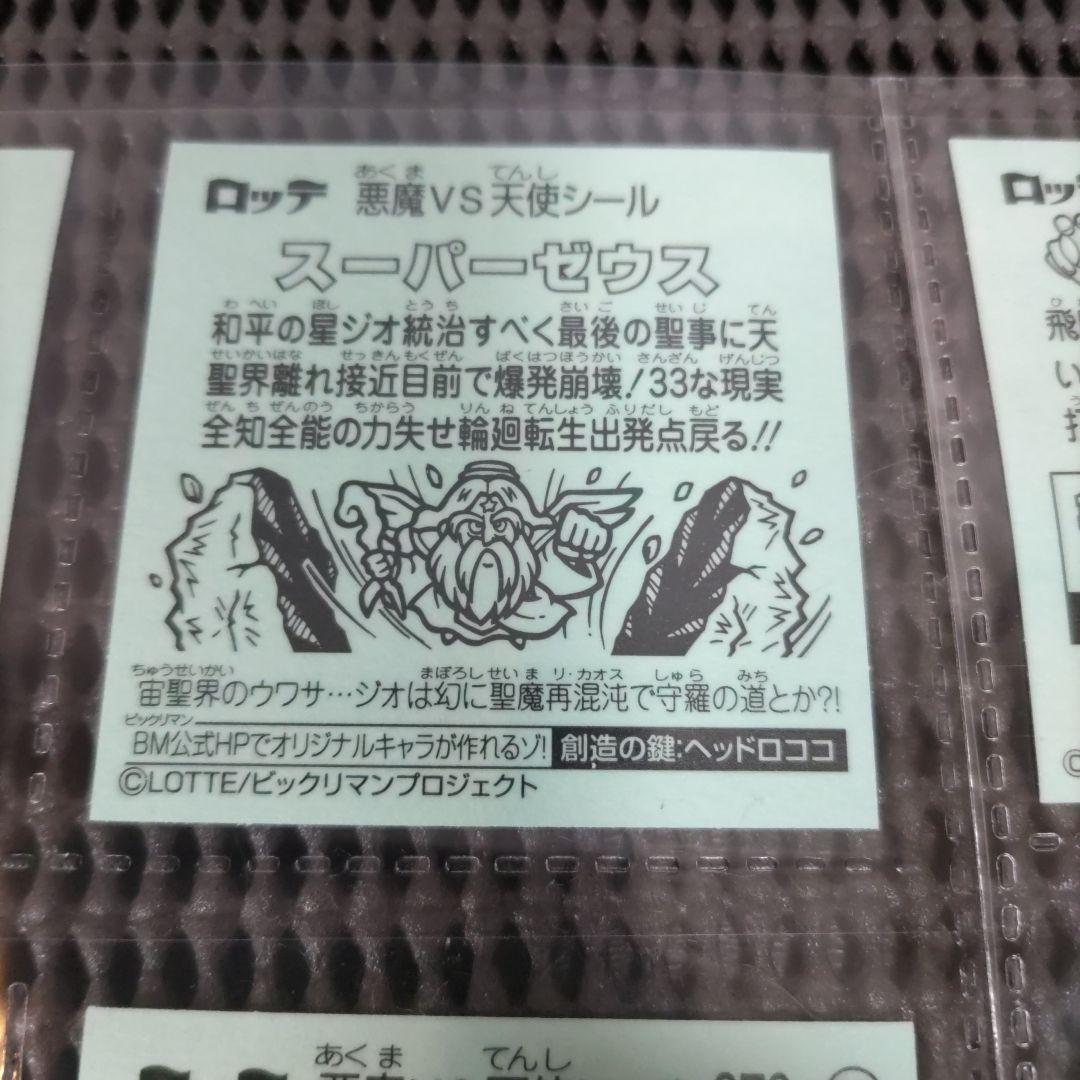 ロッテ 悪魔VS天使シール
あくま てんし
スーパーゼウス
わへい ほし とうち さいご せいじ てん
和平の星ジオ統治すべく最後の聖事に天
せいかいばな せっきんもくぜん ばくはつほうかい さんざん げんじつ
聖界離れ接近目前で爆発崩壊!33な現実
ぜんちぜんのう ちからう りんねてんしょう ふりだし もど
全知全能の力失せ輪廻転生出発点戻る!!
ちゅうせいかい まぼろし せいま リ・カオス しゅら みち
宙聖界のウワサ…ジオは幻に聖魔再混沌で守羅の道とか?!
ビックリマン
BM公式HPでオリジナルキャラが作れるゾ! 創造の鍵:ヘッドロココ
©LOTTE/ビックリマンプロジェクト
ロッ
飛
い
あくま てんし